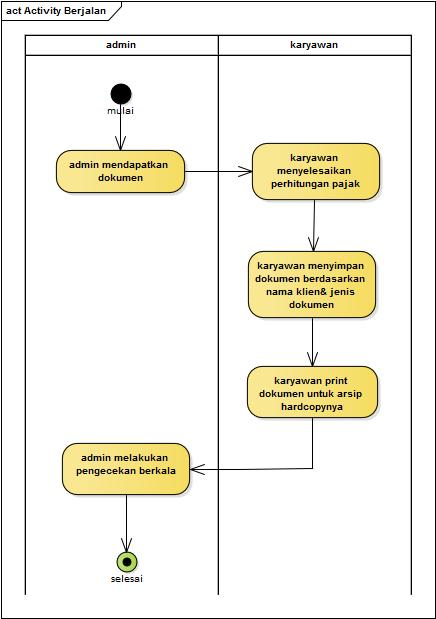 act Activity Berjalan
admin
karyawan
mulai
admin mendapatkan
dokumen
karyawan
menyelesaikan
perhitungan pajak
karyawan menyimpan
dokumen berdasarkan
nama klien& jenis
dokumen
karyawan print
dokumen untuk arsip
hardcopynya
admin melakukan
pengecekan berkala
selesai